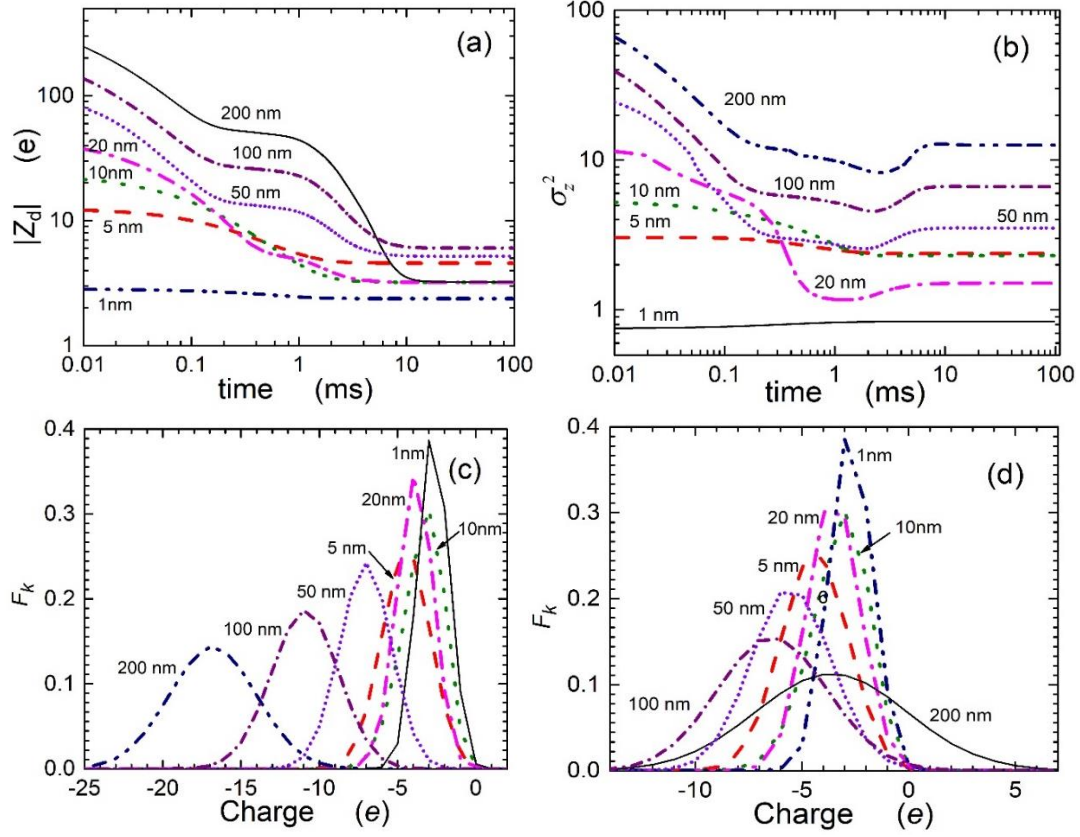 (a)
|Z_d| (e)
100
10
1
200 nm
100 nm
50 nm
20 nm
10nm
5 nm
1nm
0.01 0.1 1 10 100
time (ms)
(b)
σ_z^2
100
10
1
200 nm
100 nm
10 nm
5 nm
50 nm
20 nm
1 nm
0.01 0.1 1 10 100
time (ms)
(c)
F_k
0.4
0.3
0.2
0.1
0.0
1nm
20nm
10nm
5 nm
50 nm
100 nm
200 nm
-25 -20 -15 -10 -5 0
Charge (e)
(d)
F_k
0.4
0.3
0.2
0.1
0.0
1nm
20 nm
10nm
5 nm
50 nm
100 nm
200 nm
-10 -5 0 5
Charge (e)